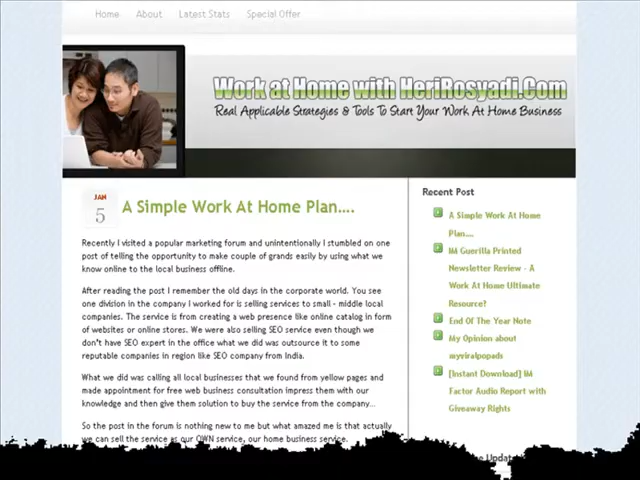 Home About Latest Stats Special Offer
Work at Home with HeriRosyadi.Com
Real Applicable Strategies & Tools To Start Your Work At Home Business
JAN
5
A Simple Work At Home Plan....
Recently I visited a popular marketing forum and unintentionally I stumbled on one
post of telling the opportunity to make couple of grands easily by using what we
know online to the local business offline.
After reading the post I remember the old days in the corporate world. You see
one division in the company I worked for is selling services to small - middle local
companies. The service is from creating a web presence like online catalog in form
of websites or online stores. We were also selling SEO service even though we
don't have SEO expert in the office what we did was outsource it to some
reputable companies in region like SEO company from India.
What we did was calling all local businesses that we found from yellow pages and
made appointment for free web business consultation impress them with our
knowledge and then give them solution to buy the service from the company...
So the post in the forum is nothing new to me but what amazed me is that actually
we can sell the service as our OWN service, our home business service.
Recent Post
A Simple Work At Home
Plan....
IM Guerilla Printed
Newsletter Review - A
Work At Home Ultimate
Resource?
End Of The Year Note
My Opinion about
myviralpopads
[Instant Download] IM
Factor Audio Report with
Giveaway Rights